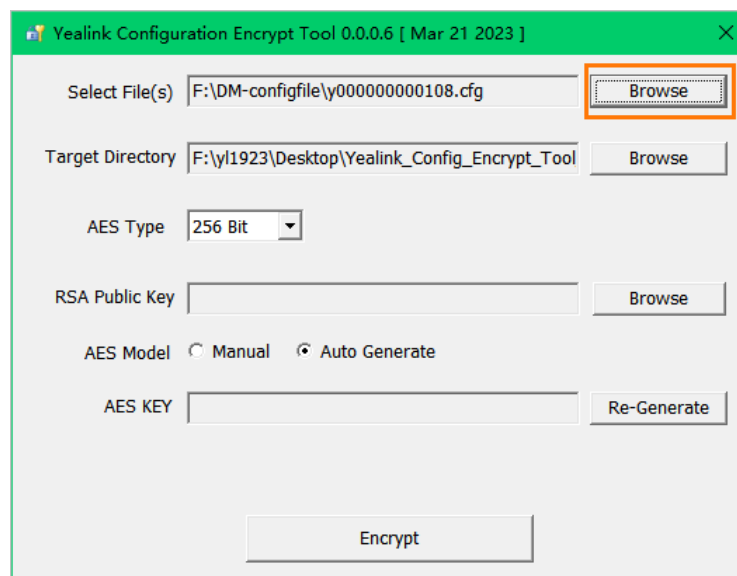 Yealink Configuration Encrypt Tool 0.0.0.6 [ Mar 21 2023 ]
Select File(s) F:\DM-configfile\y000000000108.cfg Browse
Target Directory F:\yl1923\Desktop\Yealink_Config_Encrypt_Tool Browse
AES Type 256 Bit
RSA Public Key Browse
AES Model Manual Auto Generate
AES KEY Re-Generate
Encrypt